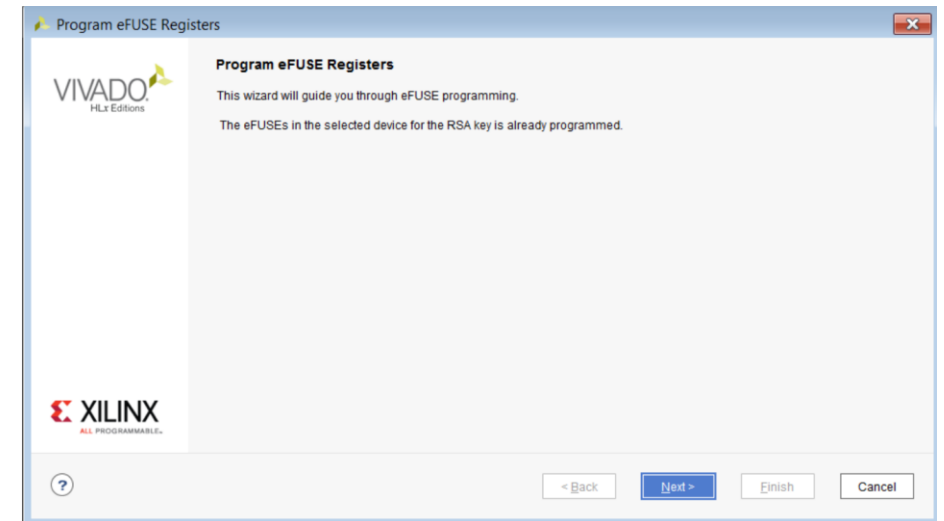 Program eFUSE Registers
VIVADO.
HLx Editions
Program eFUSE Registers
This wizard will guide you through eFUSE programming.
The eFUSEs in the selected device for the RSA key is already programmed.
XILINX
ALL PROGRAMMABLE.
?
< Back
Next >
Finish
Cancel